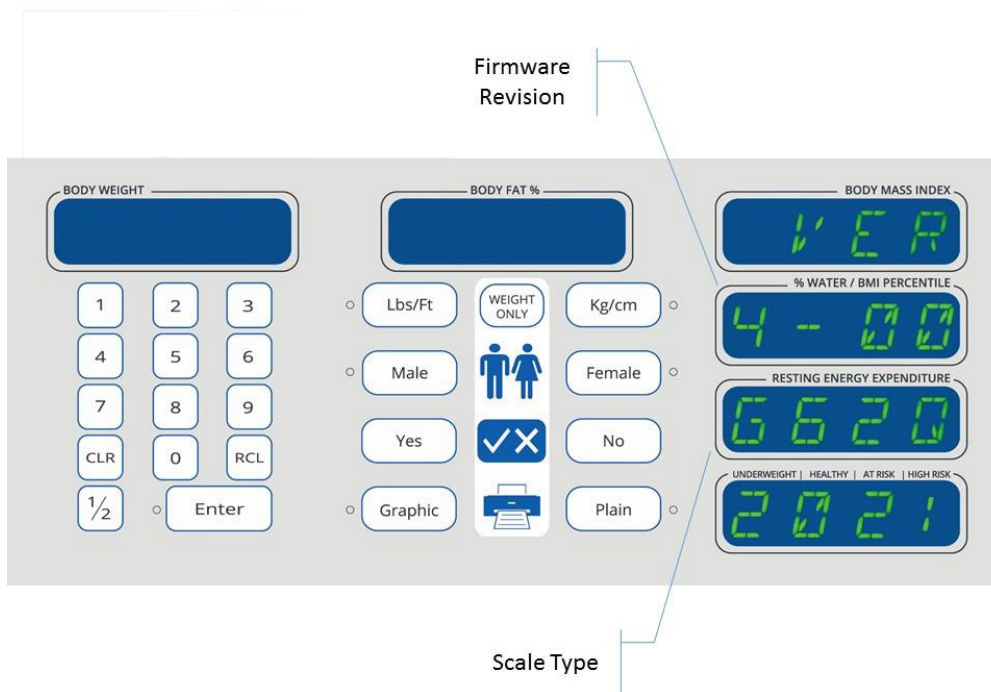 Firmware
Revision
BODY WEIGHT
BODY FAT %
BODY MASS INDEX
VER
% WATER / BMI PERCENTILE
4-00
RESTING ENERGY EXPENDITURE
G620
UNDERWEIGHT | HEALTHY | AT RISK | HIGH RISK
2021
1 2 3
4 5 6
7 8 9
CLR 0 RCL
1/2 Enter
Lbs/Ft WEIGHT ONLY Kg/cm
Male Female
Yes No
Graphic Plain
Scale Type